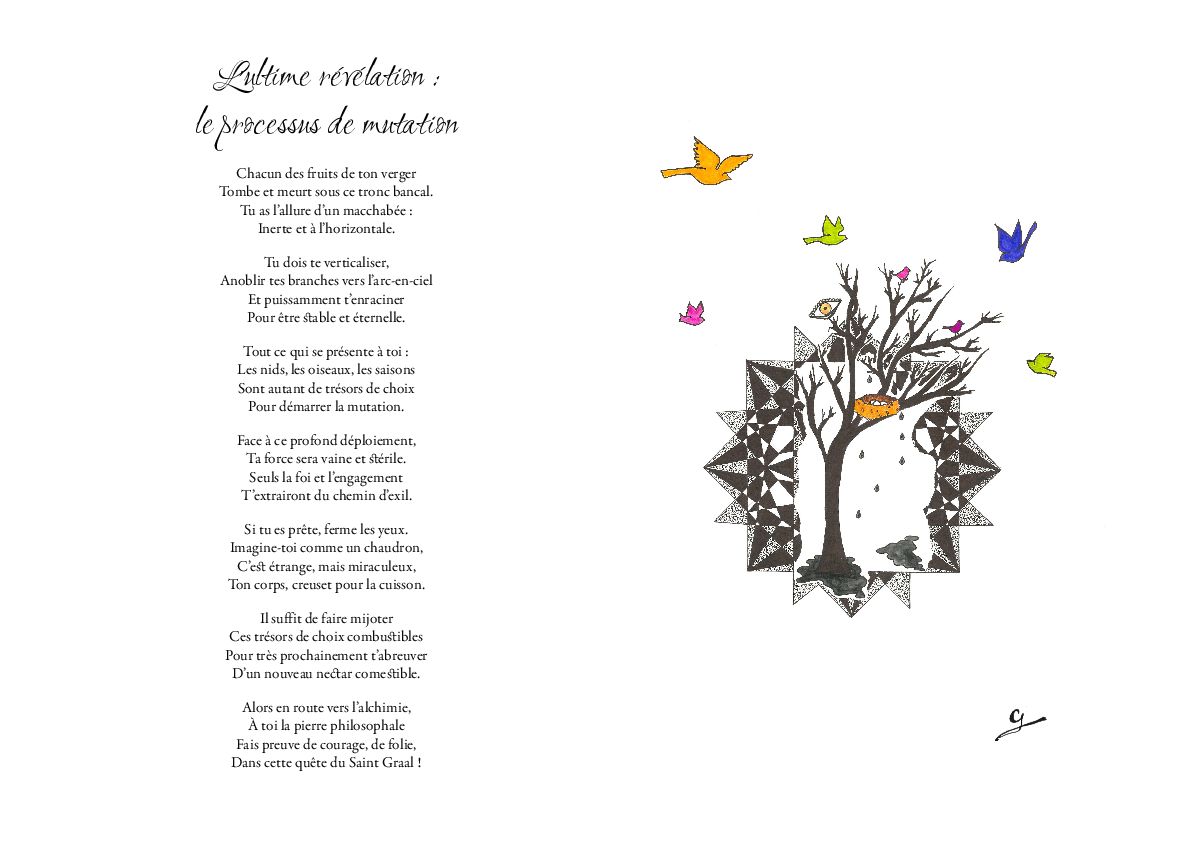 L'ultime révélation :
le processus de mutation
Chacun des fruits de ton verger
Tombe et meurt sous ce tronc bancal.
Tu as l'allure d'un macchabée :
Inerte et à l'horizontale.
Tu dois te verticaliser,
Anoblir tes branches vers l'arc-en-ciel
Et puissamment t'enraciner
Pour être stable et éternelle.
Tout ce qui se présente à toi :
Les nids, les oiseaux, les saisons
Sont autant de trésors de choix
Pour démarrer la mutation.
Face à ce profond déploiement,
Ta force sera vaine et stérile.
Seuls la foi et l'engagement
T'extrairont du chemin d'exil.
Si tu es prête, ferme les yeux.
Imagine-toi comme un chaudron,
C'est étrange, mais miraculeux,
Ton corps, creuset pour la cuisson.
Il suffit de faire mijoter
Ces trésors de choix combustibles
Pour très prochainement t'abreuver
D'un nouveau nectar comestible.
Alors en route vers l'alchimie,
À toi la pierre philosophale
Fais preuve de courage, de folie,
Dans cette quête du Saint Graal !